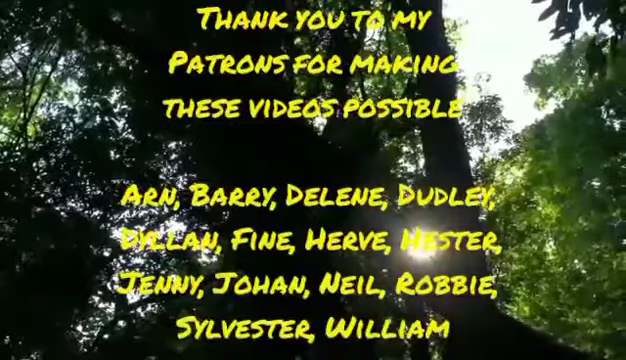 Thank you to my
Patrons for making
these videos possible
Arn, Barry, Delene, Dudley,
Dyllan, Fine, Herve, Hester,
Jenny, Johan, Neil, Robbie,
Sylvester, William